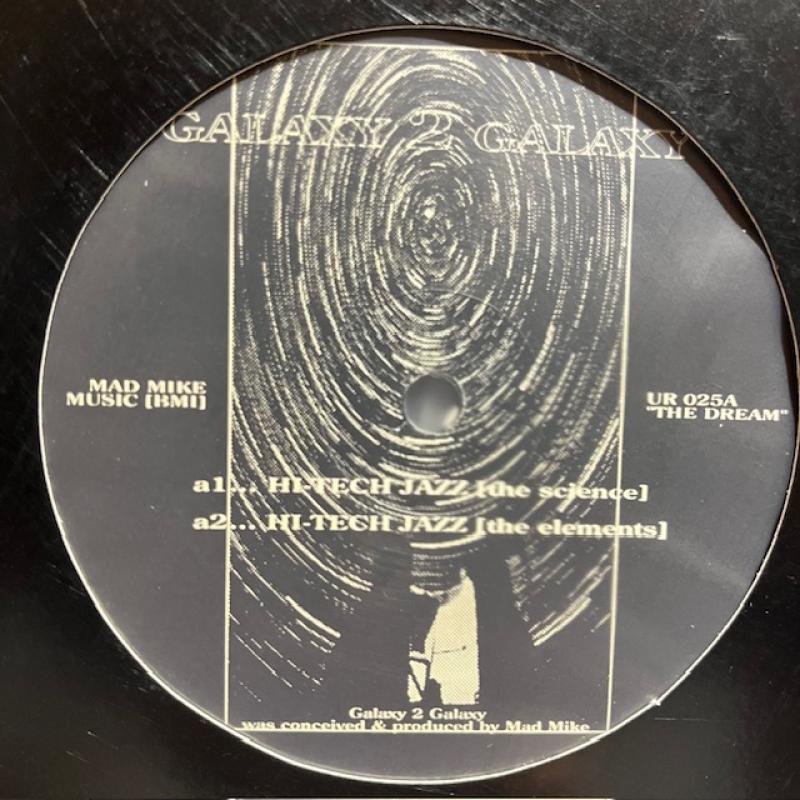 GALAXY 2 GALAXY
MAD MIKE
MUSIC [BMI]
UR 025A
"THE DREAM"
a1... HI-TECH JAZZ [the science]
a2... HI-TECH JAZZ [the elements]
Galaxy 2 Galaxy
was conceived & produced by Mad Mike